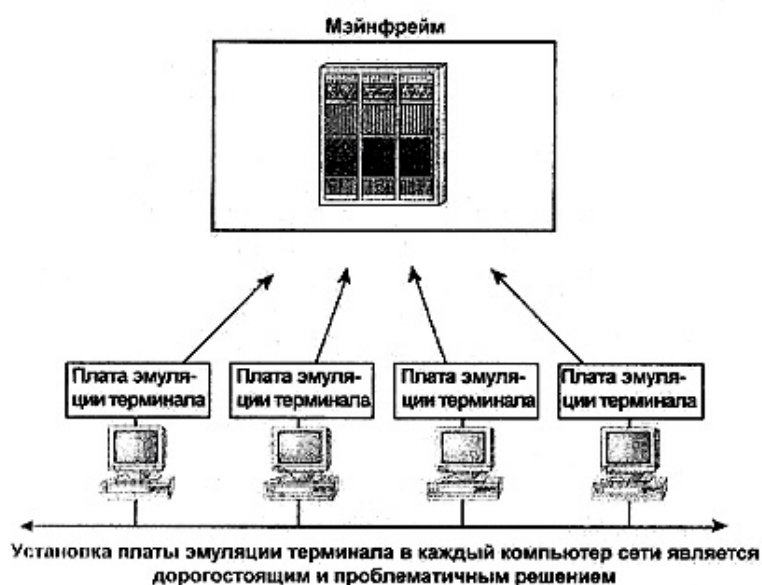 Мэйнфрейм
Плата эмуля-
ции терминала
Плата эмуля-
ции терминала
Плата эмуля-
ции терминала
Плата эмуля-
ции терминала
Установка платы эмуляции терминала в каждый компьютер сети является
дорогостоящим и проблематичным решением